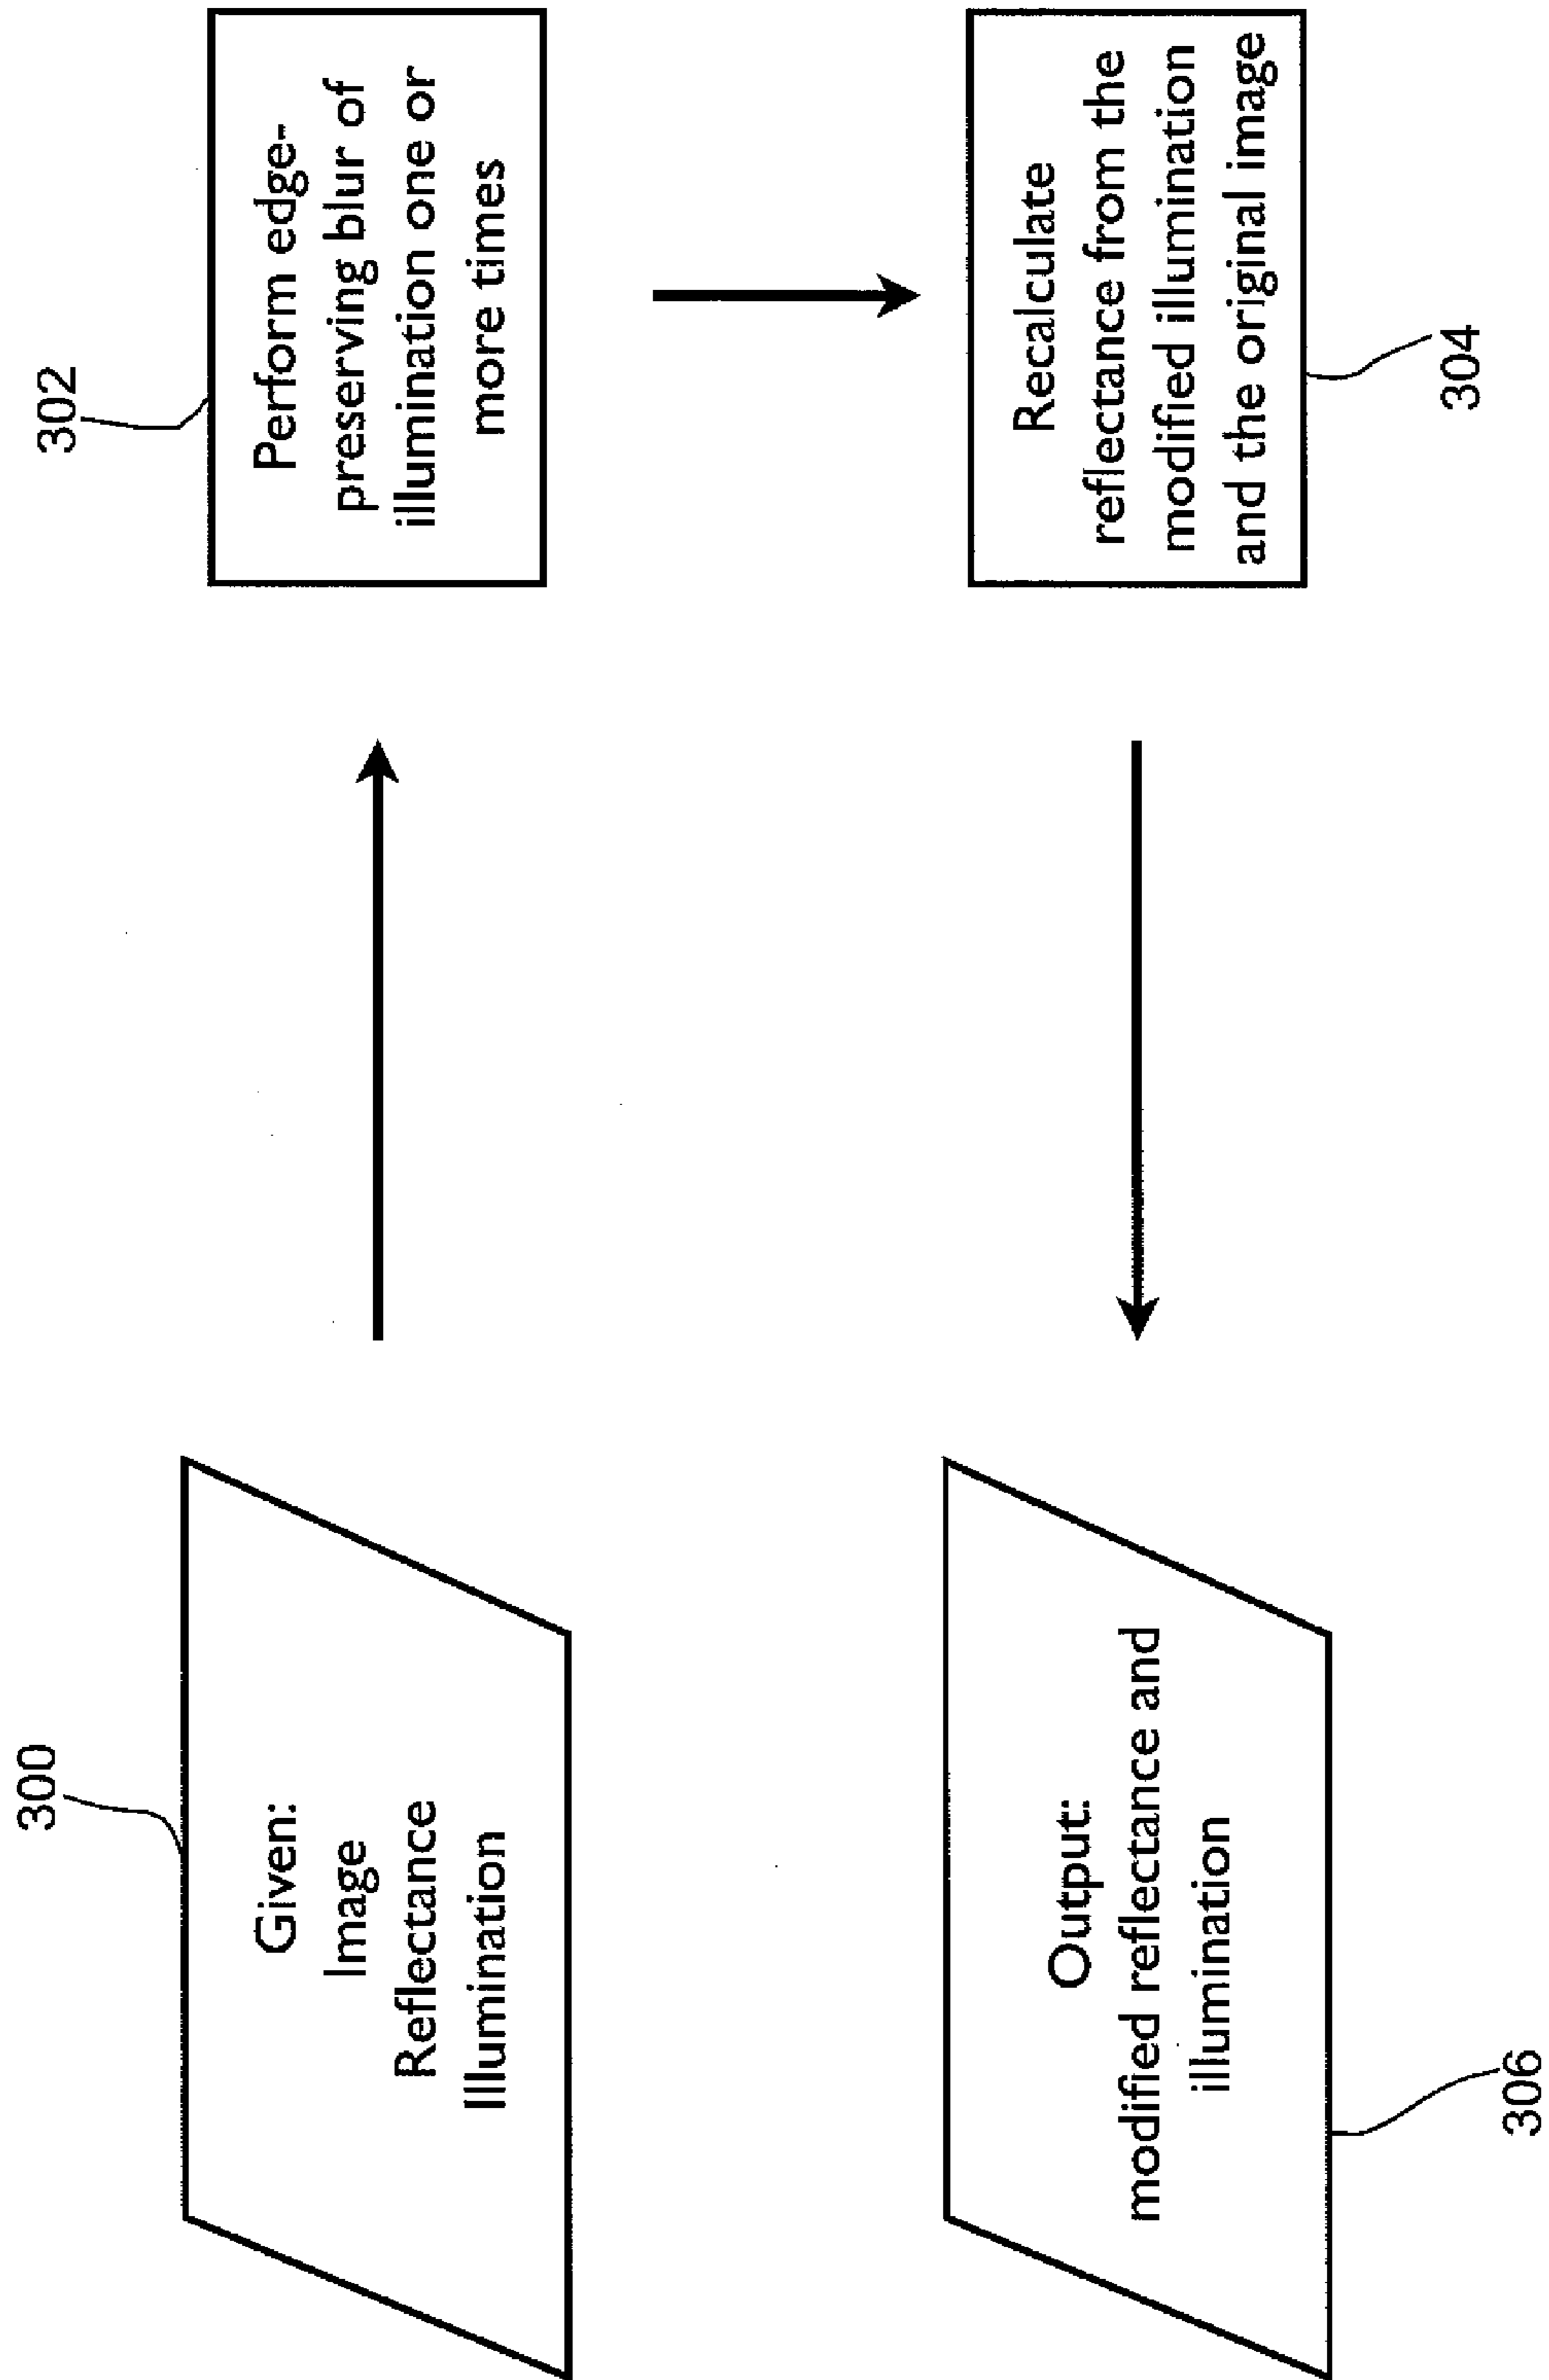 300
Given:
Image
Reflectance
Illumination
302
Perform edge-
preserving blur of
illumination one or
more times
304
Recalculate
reflectance from the
modified illumination
and the original image
306
Output:
modified reflectance and
illumination